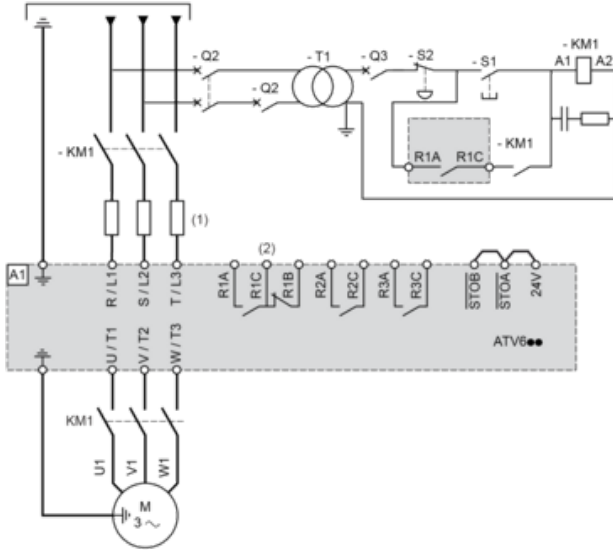 - Q2
- T1
- Q3
- S2
- S1
- KM1
A1
A2
- Q2
- KM1
R1A
R1C
- KM1
(1)
(2)
A1
R / L1
S / L2
T / L3
R1A
R1C
R1B
R2A
R2C
R3A
R3C
STOB
STOA
24V
U / T1
V / T2
W / T3
ATV6●●
KM1
U1
V1
W1
M
3 ~